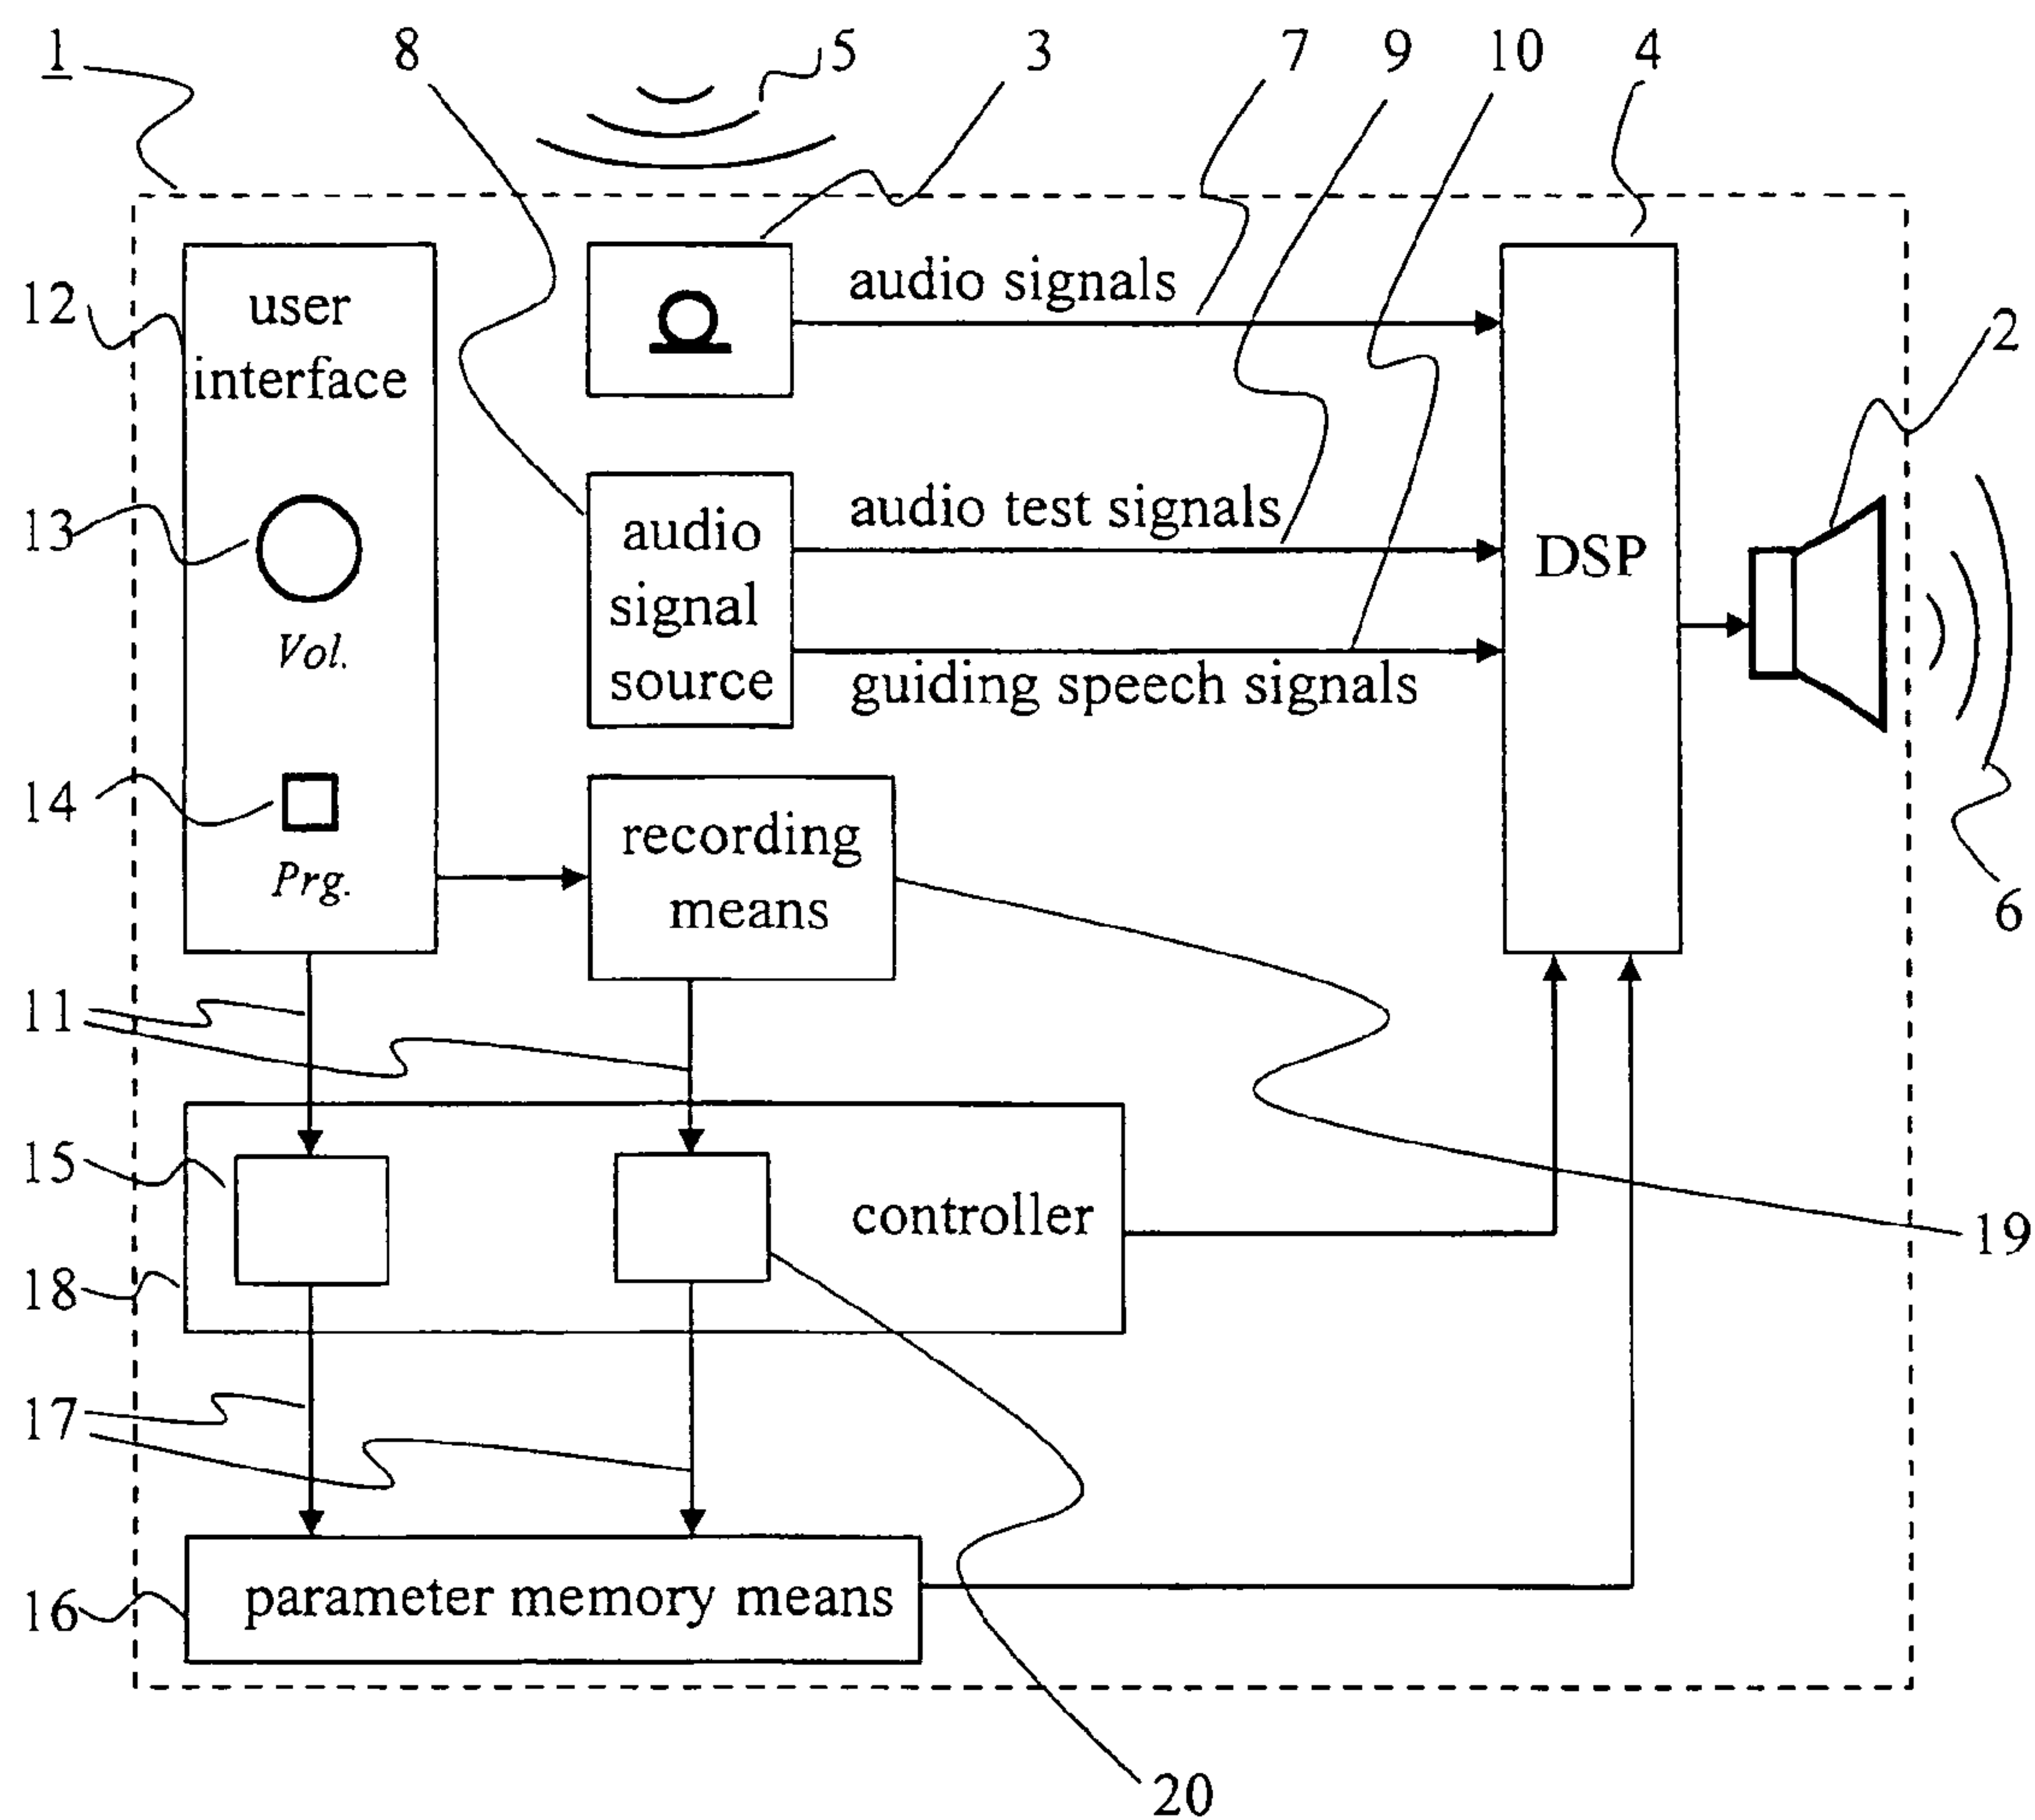 1
8
5
3
7
9
10
4
12
user
interface
audio signals
2
13
Vol.
audio
signal
source
audio test signals
guiding speech signals
DSP
14
Prg.
recording
means
6
11
15
controller
19
18
17
16
parameter memory means
20